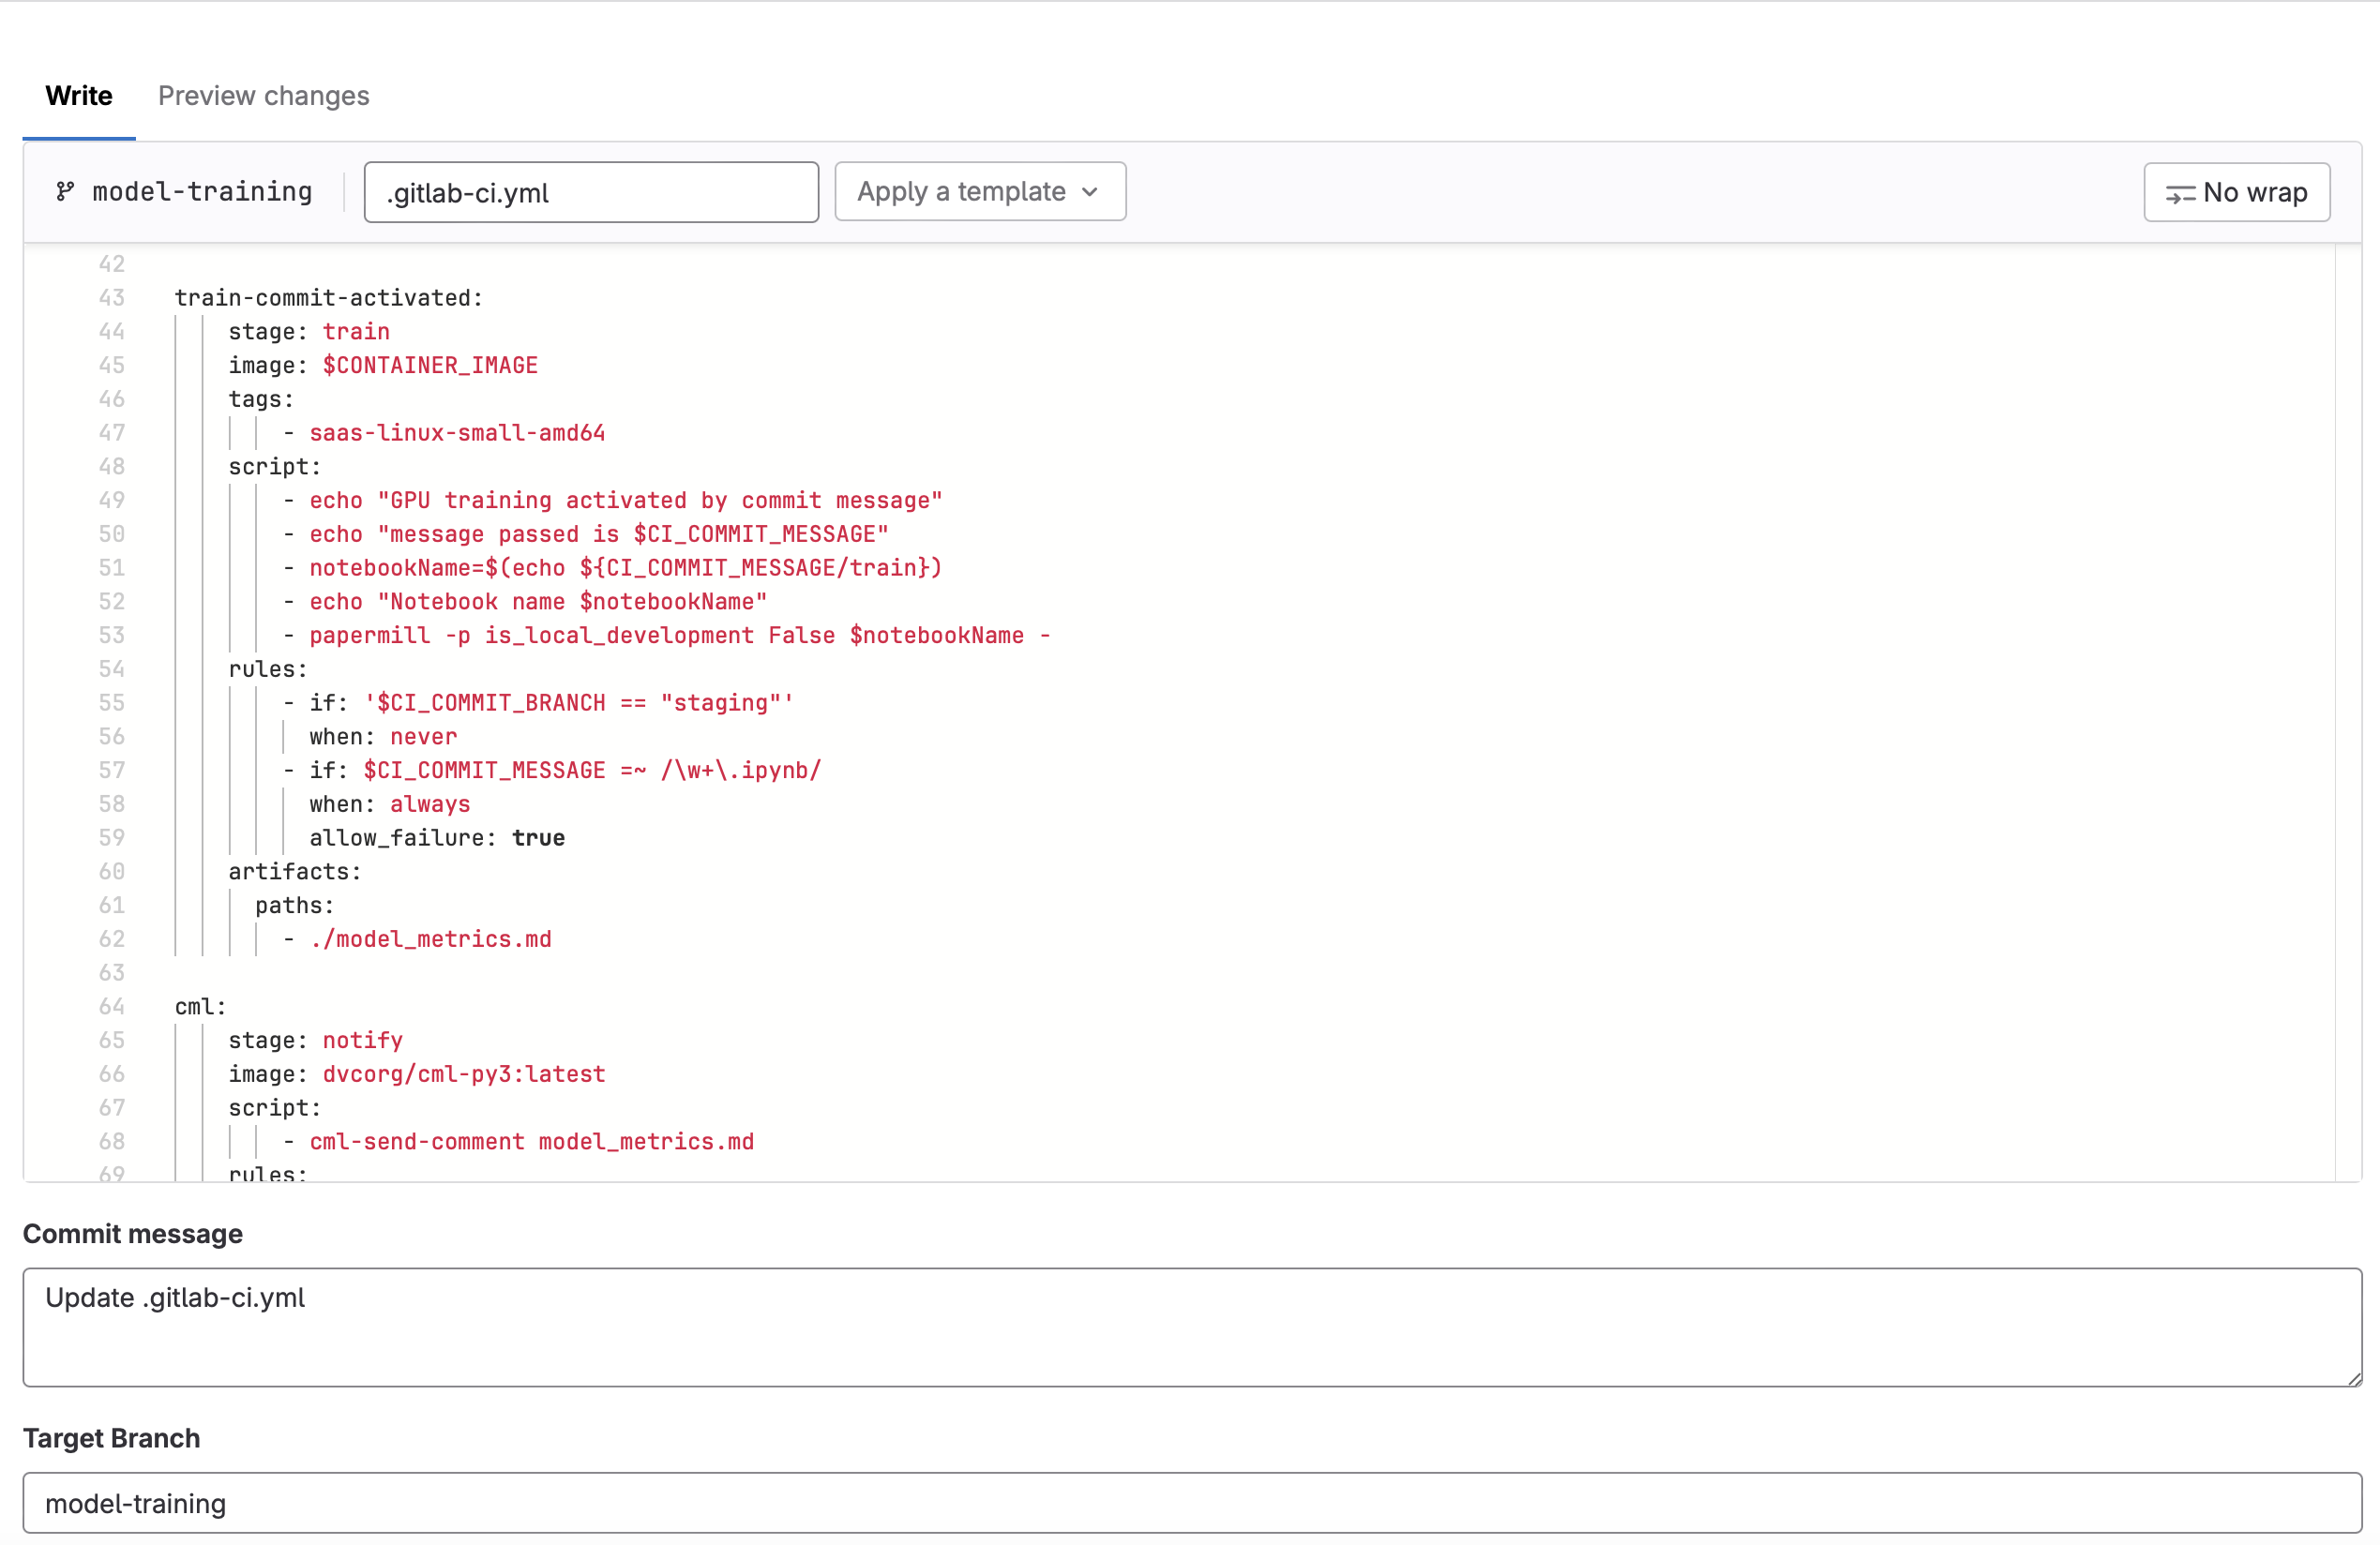 Write Preview changes
model-training .gitlab-ci.yml Apply a template No wrap
42
43 train-commit-activated:
44 stage: train
45 image: $CONTAINER_IMAGE
46 tags:
47 - saas-linux-small-amd64
48 script:
49 - echo "GPU training activated by commit message"
50 - echo "message passed is $CI_COMMIT_MESSAGE"
51 - notebookName=$(echo ${CI_COMMIT_MESSAGE/train})
52 - echo "Notebook name $notebookName"
53 - papermill -p is_local_development False $notebookName -
54 rules:
55 - if: '$CI_COMMIT_BRANCH == "staging"'
56 when: never
57 - if: $CI_COMMIT_MESSAGE =~ /\w+\.ipynb/
58 when: always
59 allow_failure: true
60 artifacts:
61 paths:
62 - ./model_metrics.md
63
64 cml:
65 stage: notify
66 image: dvcorg/cml-py3:latest
67 script:
68 - cml-send-comment model_metrics.md
69 rules:
Commit message
Update .gitlab-ci.yml
Target Branch
model-training